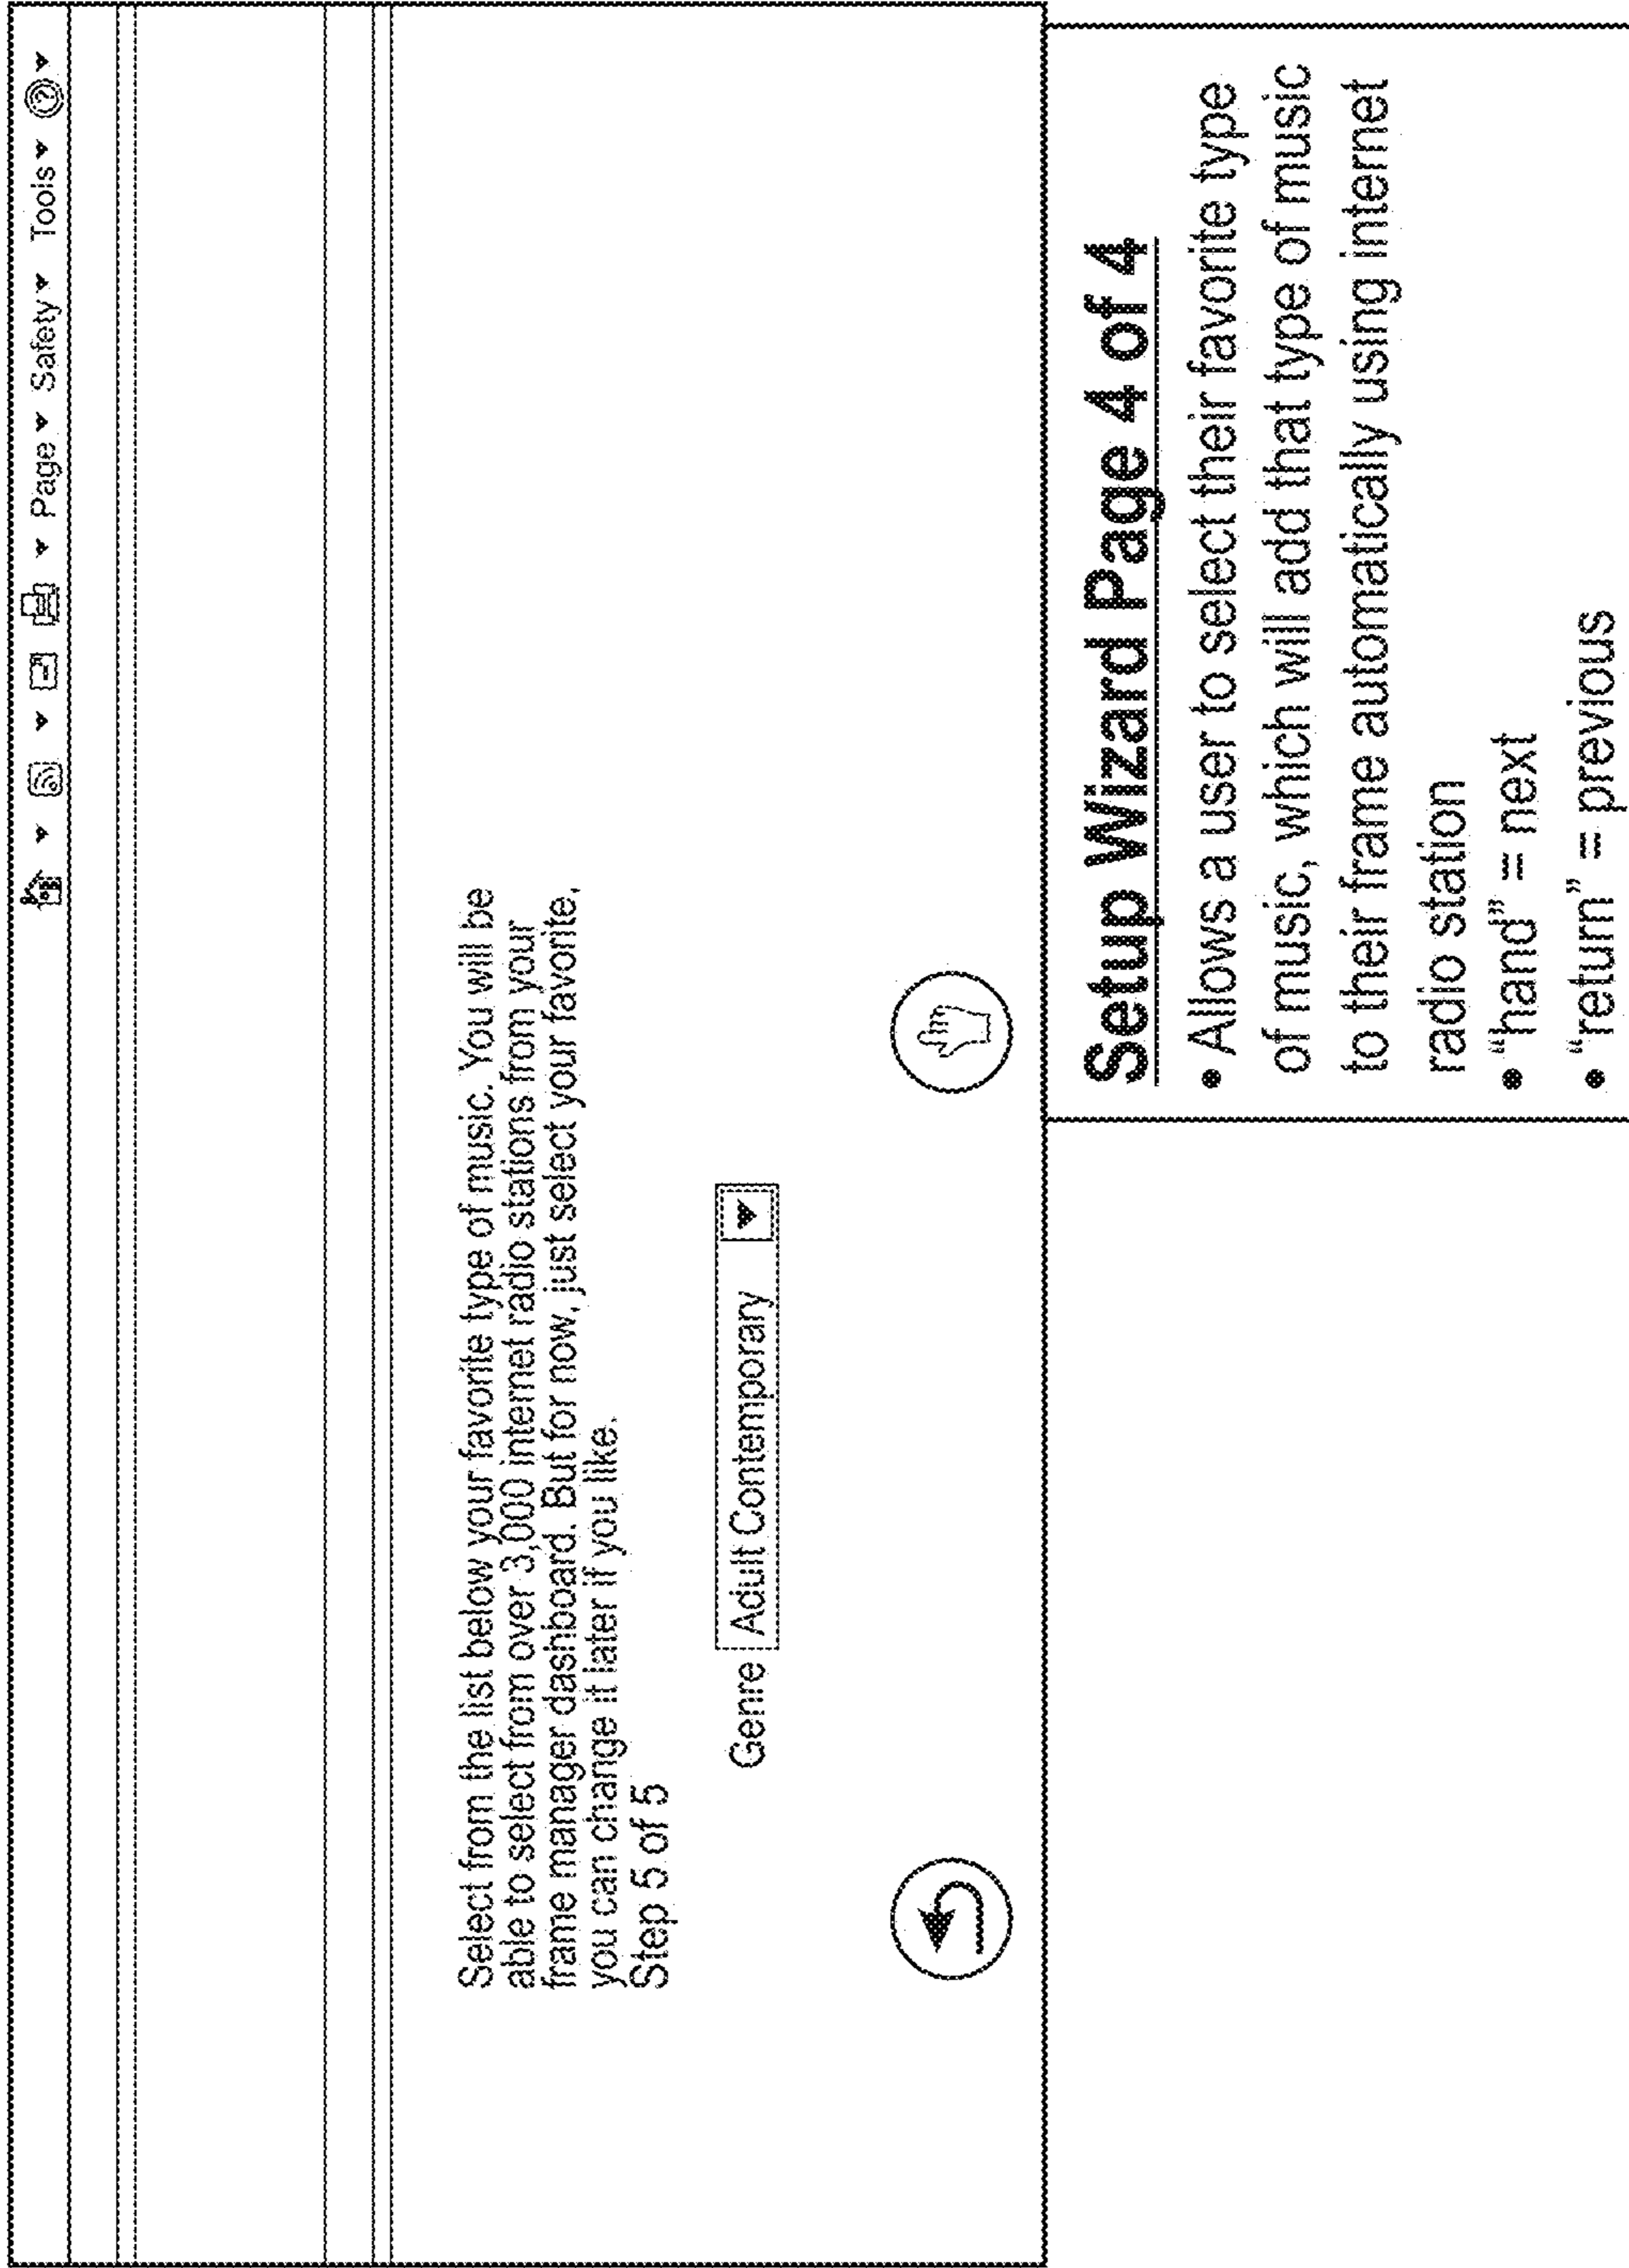 Page Safety Tools ?
Select from the list below your favorite type of music. You will be
able to select from over 3,000 internet radio stations from your
frame manager dashboard. But for now, just select your favorite,
you can change it later if you like.
Step 5 of 5
Genre Adult Contemporary
Setup Wizard Page 4 of 4
• Allows a user to select their favorite type
of music, which will add that type of music
to their frame automatically using internet
radio station
• “hand” = next
• “return” = previous